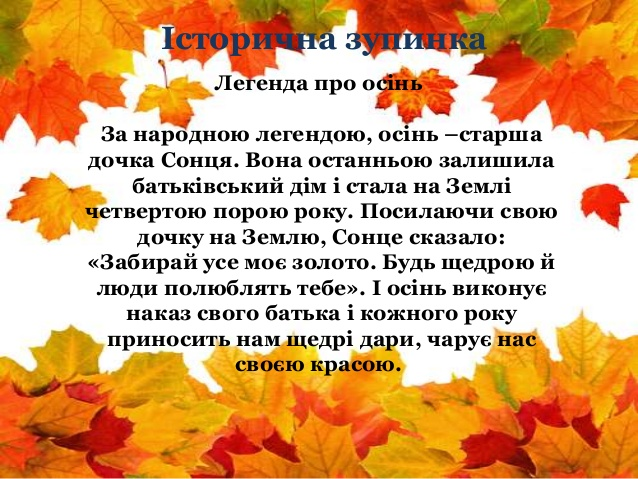 Історична зупинка
Легенда про осінь
За народною легендою, осінь –старша
дочка Сонця. Вона останньою залишила
батьківський дім і стала на Землі
четвертою порою року. Посилаючи свою
дочку на Землю, Сонце сказало:
«Забирай усе моє золото. Будь щедрою й
люди полюблять тебе». І осінь виконує
наказ свого батька і кожного року
приносить нам щедрі дари, чарує нас
своєю красою.